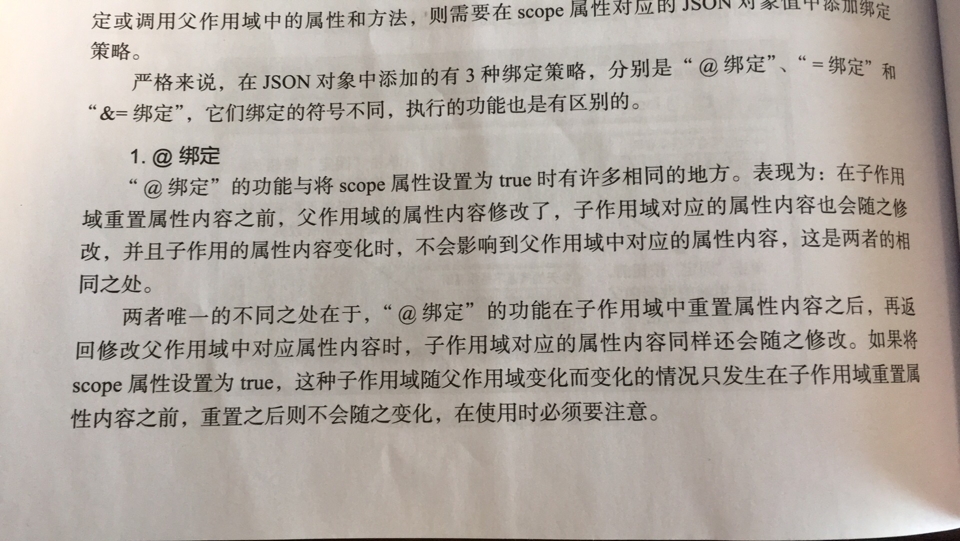 定或调用父作用域中的属性和方法，则需要在 scope 属性对应的 JSON 对象值中添加绑定
策略。
严格来说，在 JSON 对象中添加的有 3 种绑定策略，分别是“@ 绑定”、“= 绑定”和
“&= 绑定”，它们绑定的符号不同，执行的功能也是有区别的。
1. @ 绑定
“@ 绑定”的功能与将 scope 属性设置为 true 时有许多相同的地方。表现为：在子作用
域重置属性内容之前，父作用域的属性内容修改了，子作用域对应的属性内容也会随之修
改，并且子作用的属性内容变化时，不会影响到父作用域中对应的属性内容，这是两者的相
同之处。
两者唯一的不同之处在于，“@ 绑定”的功能在子作用域中重置属性内容之后，再返
回修改父作用域中对应属性内容时，子作用域对应的属性内容同样还会随之修改。如果将
scope 属性设置为 true，这种子作用域随父作用域变化而变化的情况只发生在子作用域重置属
性内容之前，重置之后则不会随之变化，在使用时必须要注意。